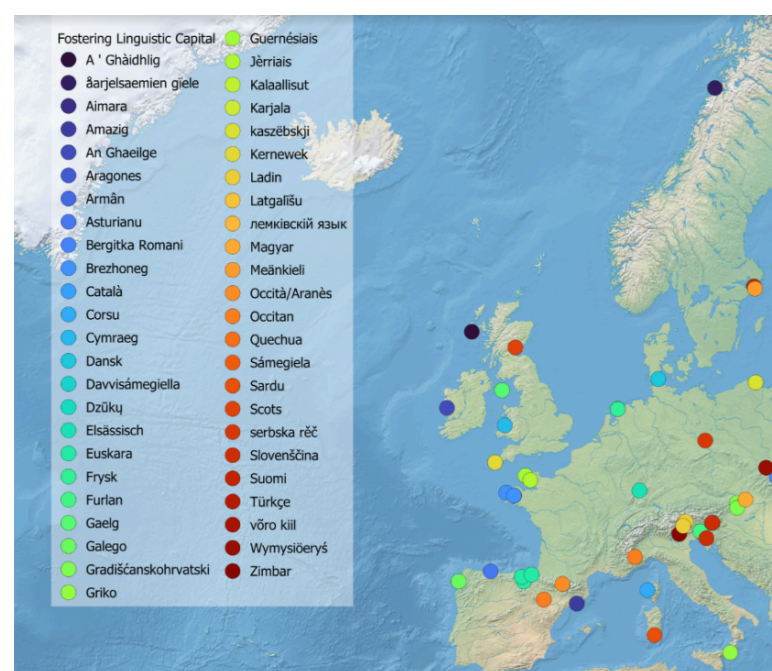 Fostering Linguistic Capital
A ' Ghàidhlig
åarjelsaemien gïele
Aimara
Amazig
An Ghaeilge
Aragones
Armân
Asturianu
Bergitka Romani
Brezhoneg
Català
Corsu
Cymraeg
Dansk
Davvisámegiella
Dzūkų
Elsässisch
Euskara
Frysk
Furlan
Gaelg
Galego
Gradišćanskohrvatski
Griko
Guernésiais
Jèrriais
Kalaallisut
Karjala
kaszëbskji
Kernewek
Ladin
Latgalīšu
лемківскій язык
Magyar
Meänkieli
Occità/Aranès
Occitan
Quechua
Sámegiela
Sardu
Scots
serbska rěč
Slovenščina
Suomi
Türkçe
võro kiil
Wymysiöeryś
Zimbar